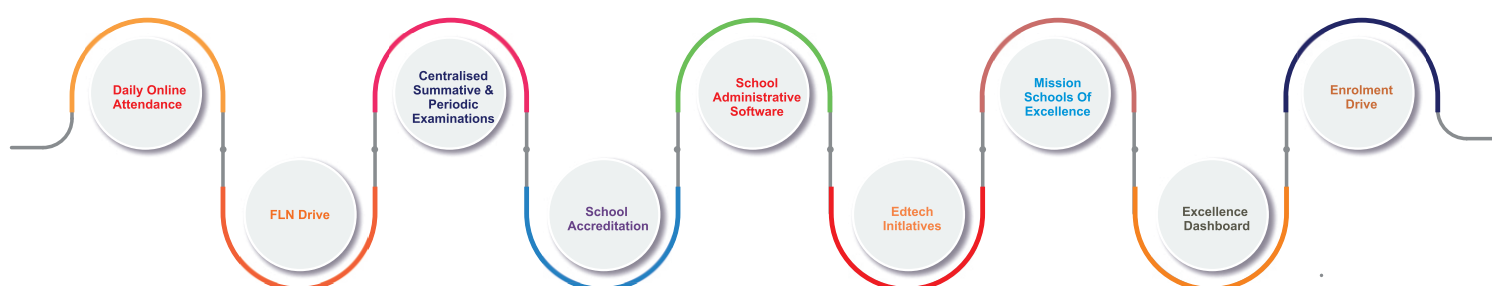 Daily Online
Attendance
FLN Drive
Centralised
Summative &
Periodic
Examinations
School
Accreditation
School
Administrative
Software
Edtech
Initlatives
Mission
Schools Of
Excellence
Excellence
Dashboard
Enrolment
Drive